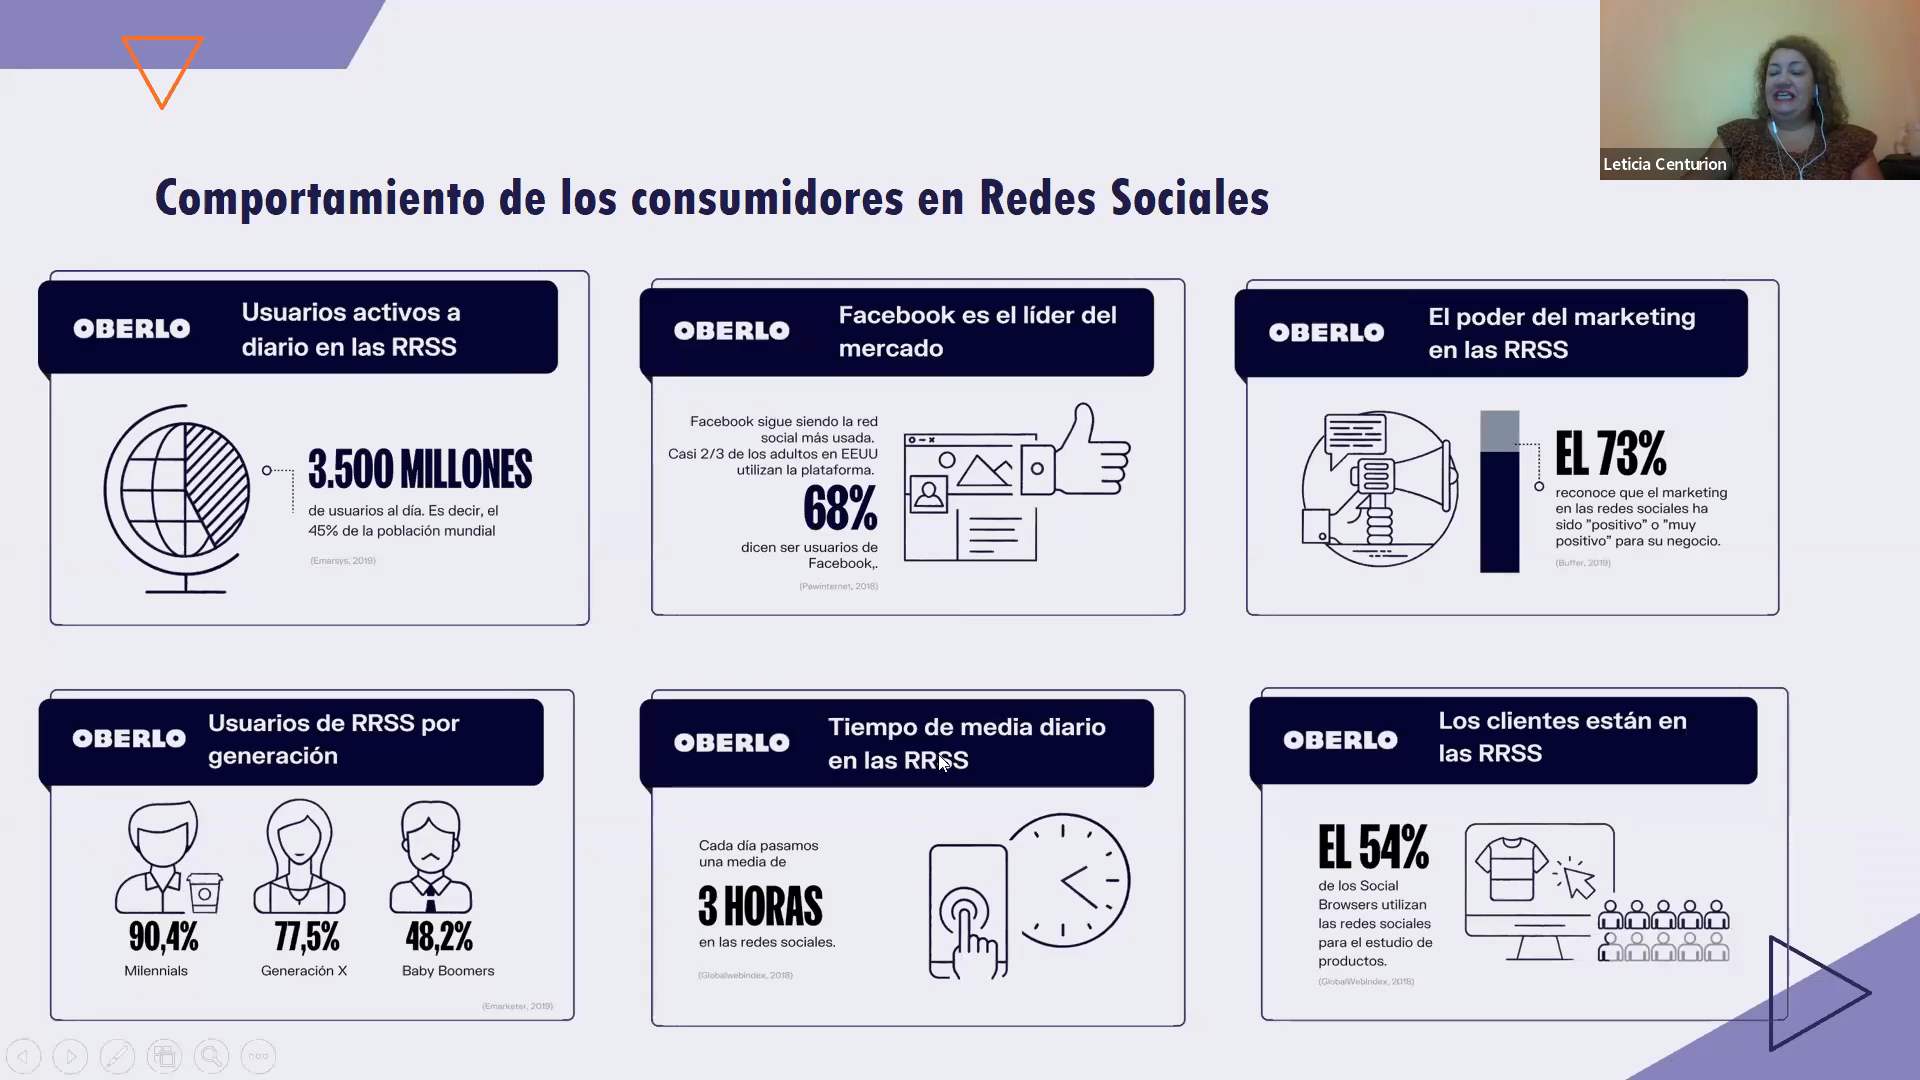 Leticia Centurion
Comportamiento de los consumidores en Redes Sociales
OBERLO
Usuarios activos a
diario en las RRSS
3.500 MILLONES
de usuarios al día. Es decir, el
45% de la población mundial
(Emarsys, 2019)
OBERLO
Facebook es el líder del
mercado
Facebook sigue siendo la red
social más usada.
Casi 2/3 de los adultos en EEUU
utilizan la plataforma.
68%
dicen ser usuarios de
Facebook,.
(Pewinternet, 2018)
OBERLO
El poder del marketing
en las RRSS
EL 73%
reconoce que el marketing
en las redes sociales ha
sido "positivo" o "muy
positivo" para su negocio.
(Buffer, 2019)
OBERLO
Usuarios de RRSS por
generación
90,4%
Milennials
77,5%
Generación X
48,2%
Baby Boomers
(Emarketer, 2019)
OBERLO
Tiempo de media diario
en las RRSS
Cada día pasamos
una media de
3 HORAS
en las redes sociales.
(Globalwebindex, 2018)
OBERLO
Los clientes están en
las RRSS
EL 54%
de los Social
Browsers utilizan
las redes sociales
para el estudio de
productos.
(GlobalWebIndex, 2018)